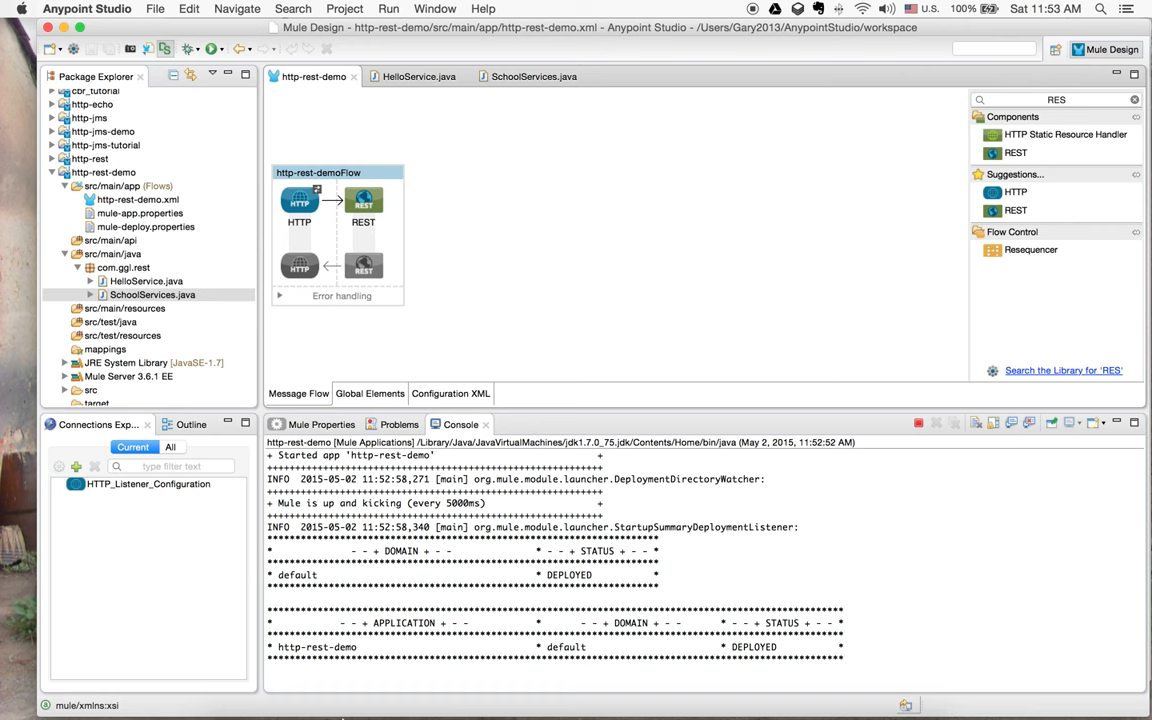 Anypoint Studio File Edit Navigate Search Project Run Window Help U.S. 100% Sat 11:53 AM
Mule Design - http-rest-demo/src/main/app/http-rest-demo.xml - Anypoint Studio - /Users/Gary2013/AnypointStudio/workspace
Mule Design
Package Explorer
cbr_tutorial
http-echo
http-jms
http-jms-demo
http-jms-tutorial
http-rest
http-rest-demo
src/main/app (Flows)
http-rest-demo.xml
mule-app.properties
mule-deploy.properties
src/main/api
src/main/java
com.ggl.rest
HelloService.java
SchoolServices.java
src/main/resources
src/test/java
src/test/resources
mappings
JRE System Library [JavaSE-1.7]
Mule Server 3.6.1 EE
src
target
http-rest-demo HelloService.java SchoolServices.java
http-rest-demoFlow
HTTP REST
HTTP REST
HTTP REST
Error handling
RES
Components
HTTP Static Resource Handler
REST
Suggestions...
HTTP
REST
Flow Control
Resequencer
Search the Library for 'RES'
Message Flow Global Elements Configuration XML
Connections Exp... Outline
Current All
type filter text
HTTP_Listener_Configuration
Mule Properties Problems Console
http-rest-demo [Mule Applications] /Library/Java/JavaVirtualMachines/jdk1.7.0_75.jdk/Contents/Home/bin/java (May 2, 2015, 11:52:52 AM)
+ Started app 'http-rest-demo' +
++++++++++++++++++++++++++++++++++++++++++++++++++++++++++++
INFO 2015-05-02 11:52:58,271 [main] org.mule.module.launcher.DeploymentDirectoryWatcher:
++++++++++++++++++++++++++++++++++++++++++++++++++++++++++++
+ Mule is up and kicking (every 5000ms) +
++++++++++++++++++++++++++++++++++++++++++++++++++++++++++++
INFO 2015-05-02 11:52:58,340 [main] org.mule.module.launcher.StartupSummaryDeploymentListener:
**********************************************************************
* - - + DOMAIN + - - * - - + STATUS + - - *
**********************************************************************
* default * DEPLOYED *
**********************************************************************
*******************************************************************************************************
* - - + APPLICATION + - - * - - + DOMAIN + - - * - - + STATUS + - - *
*******************************************************************************************************
* http-rest-demo * default * DEPLOYED *
*******************************************************************************************************
mule/xmlns:xsi